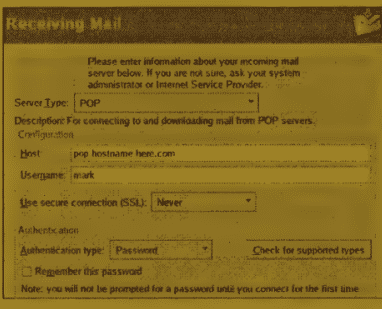 Receiving Mail
Please enter information about your incoming mail
server below. If you are not sure, ask your system
administrator or Internet Service Provider.
Server Type: POP
Description: For connecting to and downloading mail from POP servers.
Configuration
Host: pop.hostname here.com
Username: mark
Use secure connection (SSL): Never
Authentication
Authentication type: Password Check for supported types
Remember this password
Note: you will not be prompted for a password until you connect for the first time